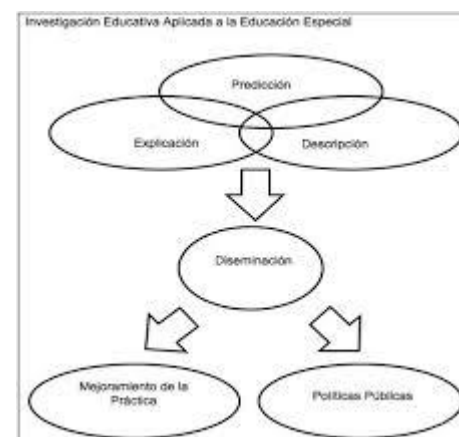 Investigación Educativa Aplicada a la Educación Especial
Predicción
Explicación
Descripción
Diseminación
Mejoramiento de la
Práctica
Políticas Públicas